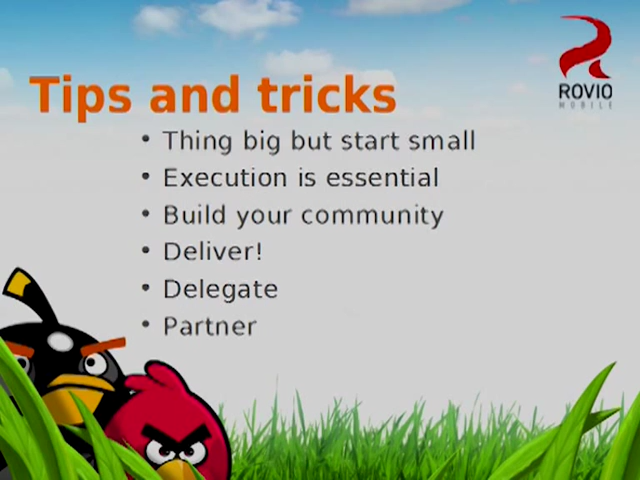 Tips and tricks
ROVIO
MOBILE
• Thing big but start small
• Execution is essential
• Build your community
• Deliver!
• Delegate
• Partner